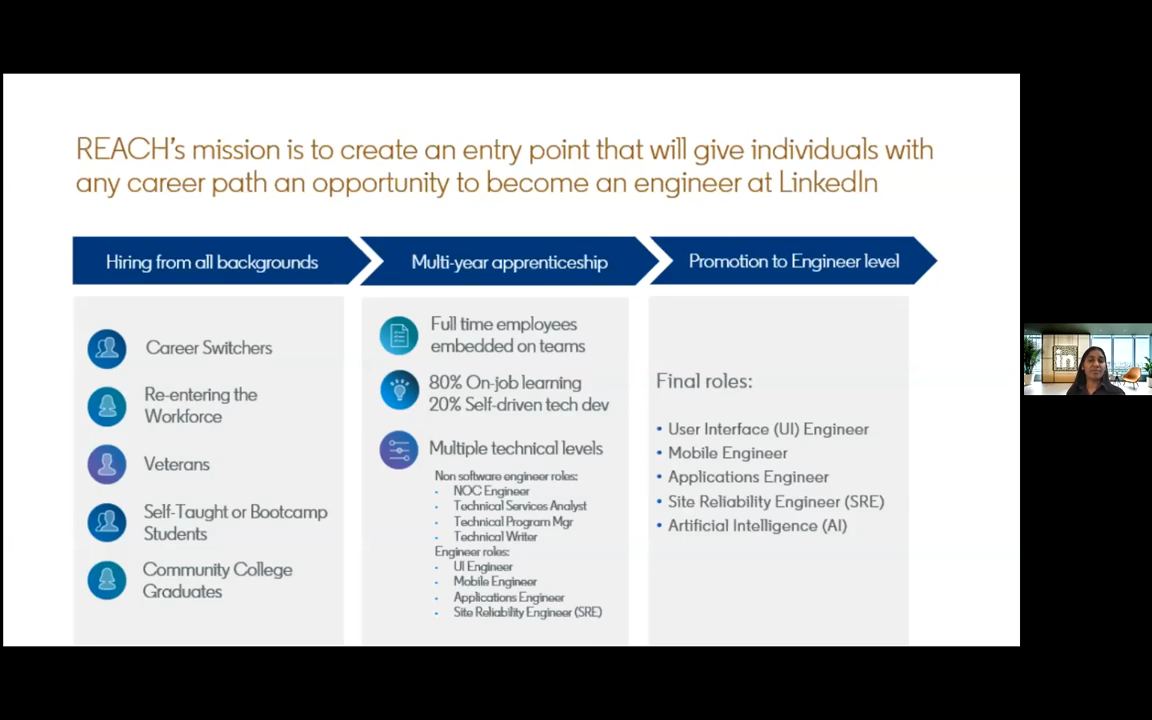 REACH's mission is to create an entry point that will give individuals with
any career path an opportunity to become an engineer at LinkedIn
Hiring from all backgrounds
Career Switchers
Re-entering the
Workforce
Veterans
Self-Taught or Bootcamp
Students
Community College
Graduates
Multi-year apprenticeship
Full time employees
embedded on teams
80% On-job learning
20% Self-driven tech dev
Multiple technical levels
Non software engineer roles:
• NOC Engineer
• Technical Services Analyst
• Technical Program Mgr
• Technical Writer
Engineer roles:
• UI Engineer
• Mobile Engineer
• Applications Engineer
• Site Reliability Engineer (SRE)
Promotion to Engineer level
Final roles:
• User Interface (UI) Engineer
• Mobile Engineer
• Applications Engineer
• Site Reliability Engineer (SRE)
• Artificial Intelligence (AI)
in